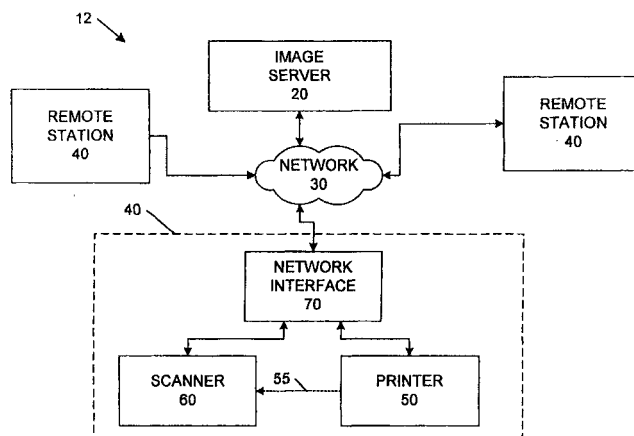 12
IMAGE
SERVER
20
REMOTE
STATION
40
REMOTE
STATION
40
NETWORK
30
40
NETWORK
INTERFACE
70
SCANNER
60
55
PRINTER
50